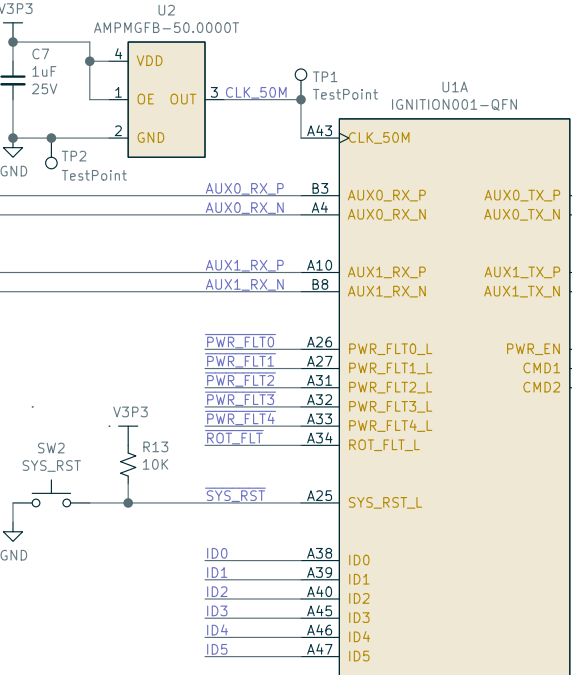 V3P3
U2
AMPMGFB-50.0000T
C7
1uF
25V
4 VDD
1 OE OUT 3 CLK_50M
2 GND
TP1
TestPoint
U1A
IGNITION001-QFN
GND
TP2
TestPoint
A43 CLK_50M
AUX0_RX_P B3 AUX0_RX_P AUX0_TX_P
AUX0_RX_N A4 AUX0_RX_N AUX0_TX_N
AUX1_RX_P A10 AUX1_RX_P AUX1_TX_P
AUX1_RX_N B8 AUX1_RX_N AUX1_TX_N
PWR_FLT0 A26 PWR_FLT0_L PWR_EN
PWR_FLT1 A27 PWR_FLT1_L CMD1
PWR_FLT2 A31 PWR_FLT2_L CMD2
PWR_FLT3 A32 PWR_FLT3_L
PWR_FLT4 A33 PWR_FLT4_L
ROT_FLT A34 ROT_FLT_L
V3P3
R13
10K
SW2
SYS_RST
SYS_RST A25 SYS_RST_L
GND
ID0 A38 ID0
ID1 A39 ID1
ID2 A40 ID2
ID3 A45 ID3
ID4 A46 ID4
ID5 A47 ID5